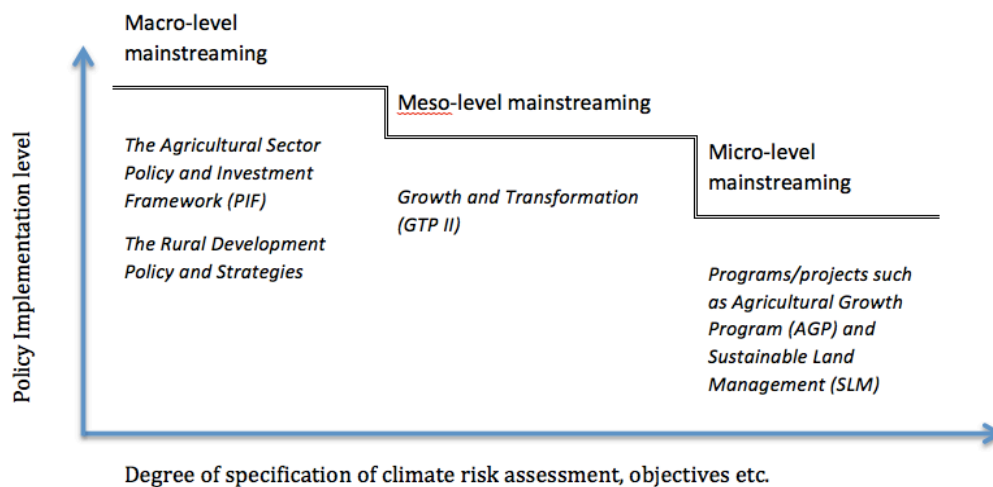 Macro-level
mainstreaming
Meso-level mainstreaming
Micro-level
mainstreaming
The Agricultural Sector
Policy and Investment
Framework (PIF)
The Rural Development
Policy and Strategies
Growth and Transformation
(GTP II)
Programs/projects such
as Agricultural Growth
Program (AGP) and
Sustainable Land
Management (SLM)
Policy Implementation level
Degree of specification of climate risk assessment, objectives etc.